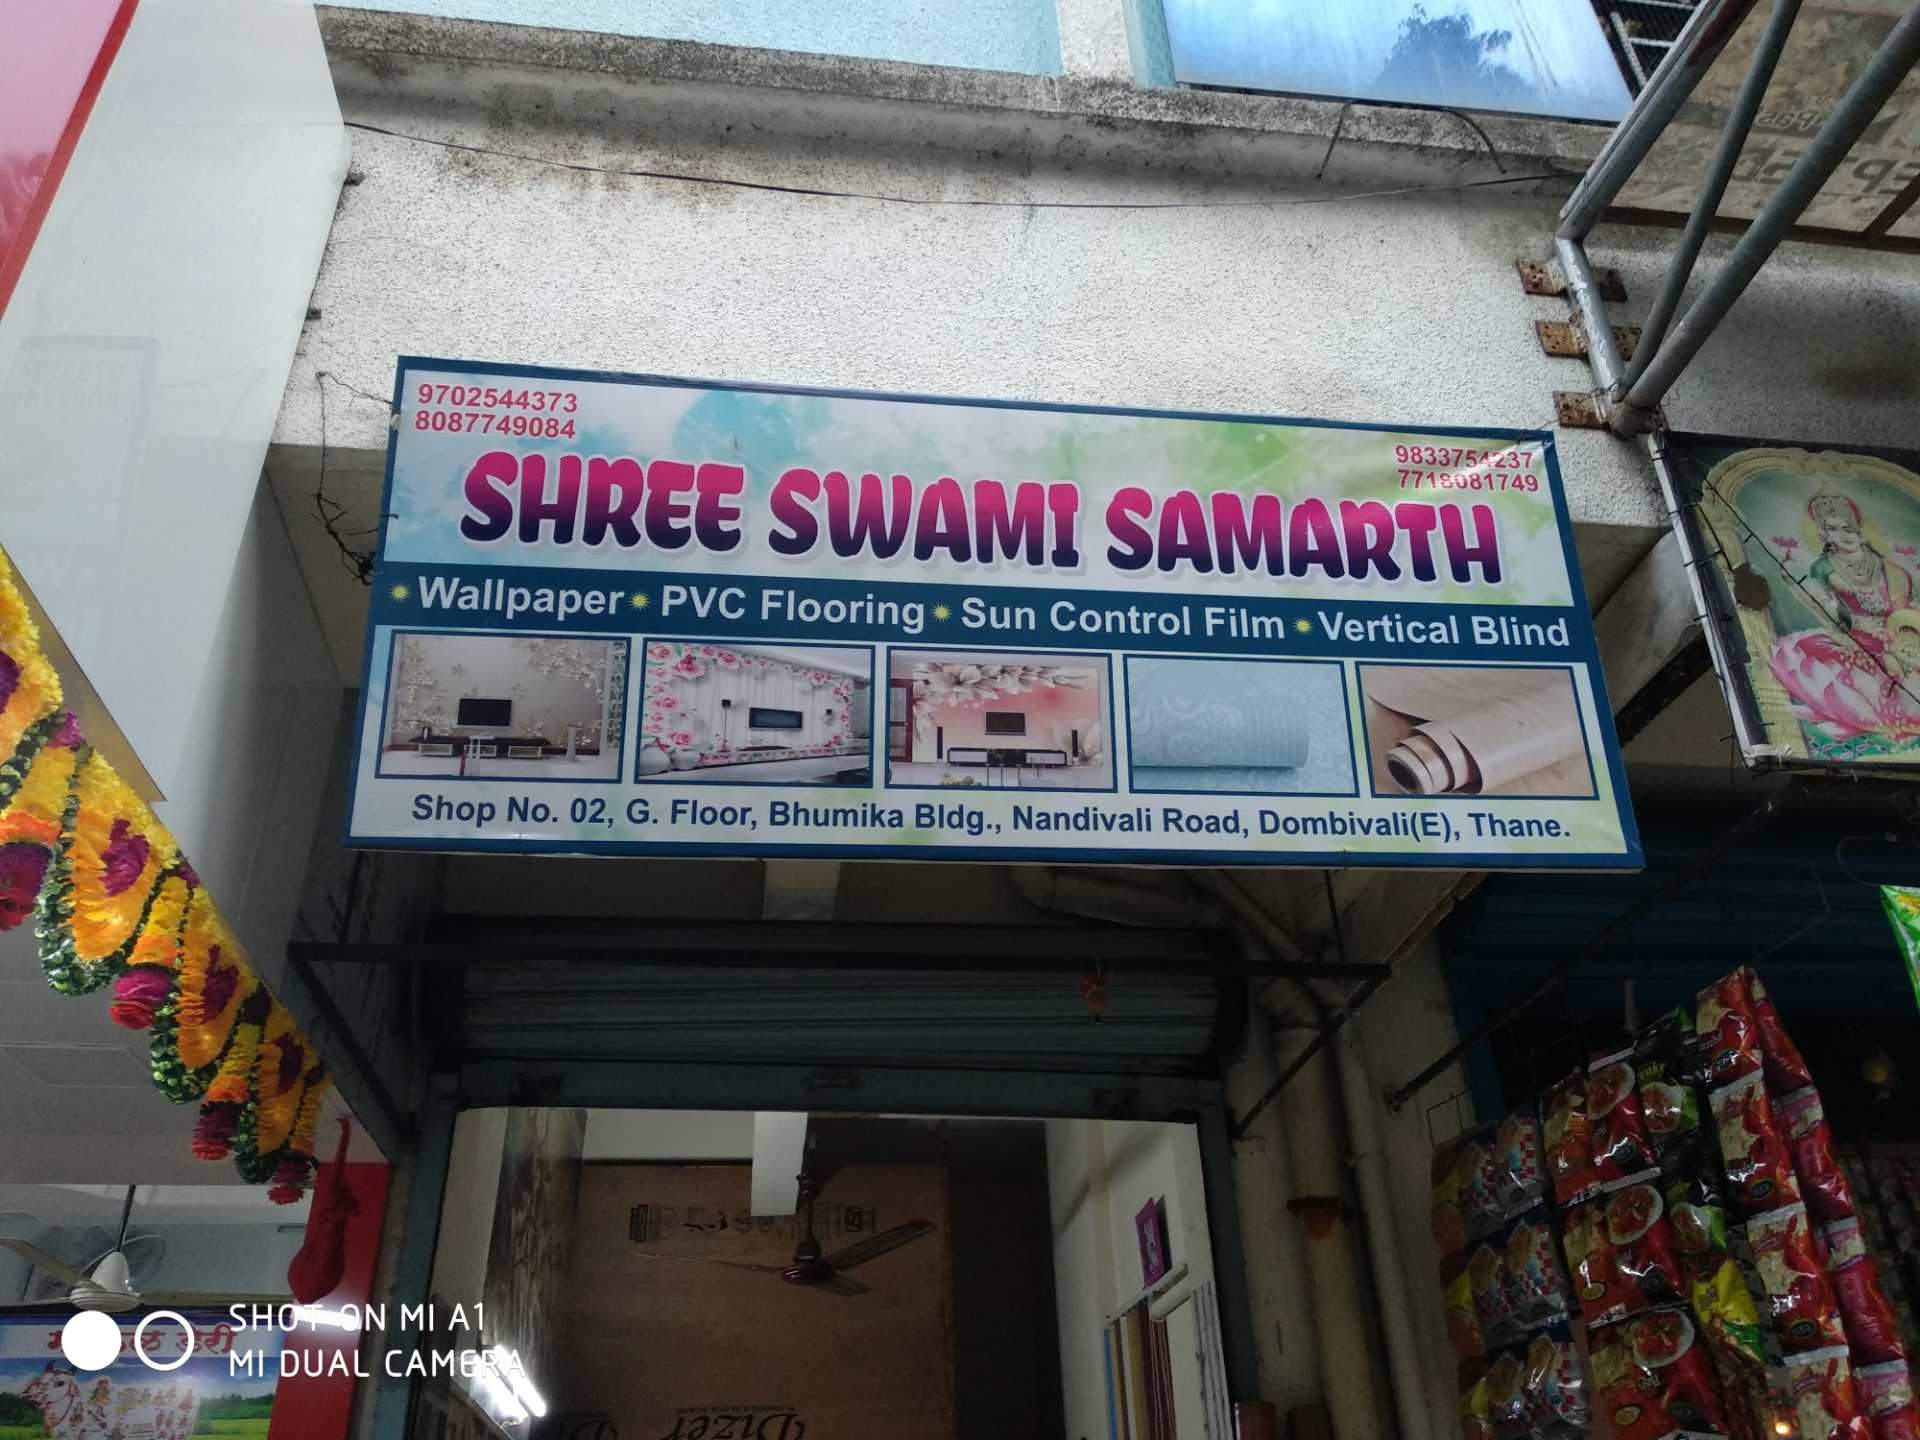 9702544373
8087749084
9833754237
7718081749
SHREE SWAMI SAMARTH
Wallpaper PVC Flooring Sun Control Film Vertical Blind
Shop No. 02, G. Floor, Bhumika Bldg., Nandivali Road, Dombivali(E), Thane.
Dizer
डेरी
SHOT ON MI A1
MI DUAL CAMERA